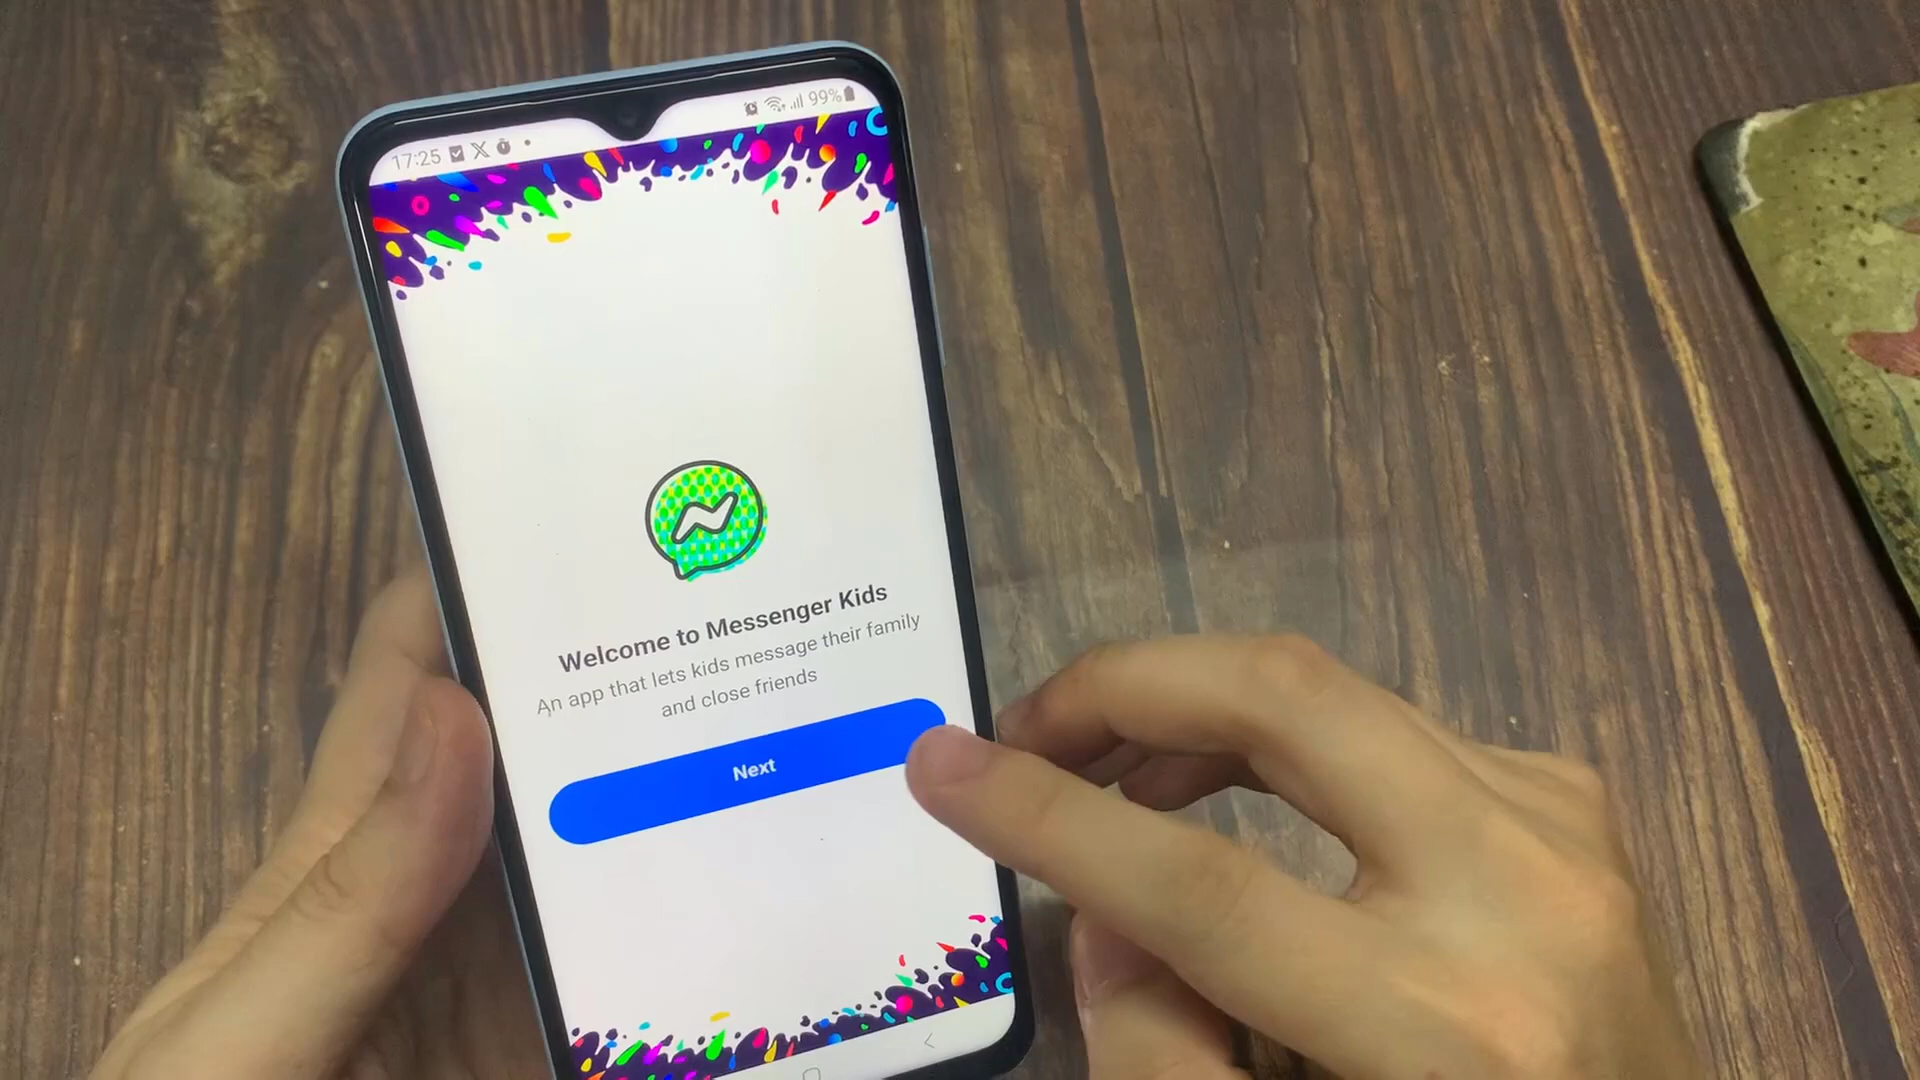 17:25 99%
Welcome to Messenger Kids
An app that lets kids message their family
and close friends
Next